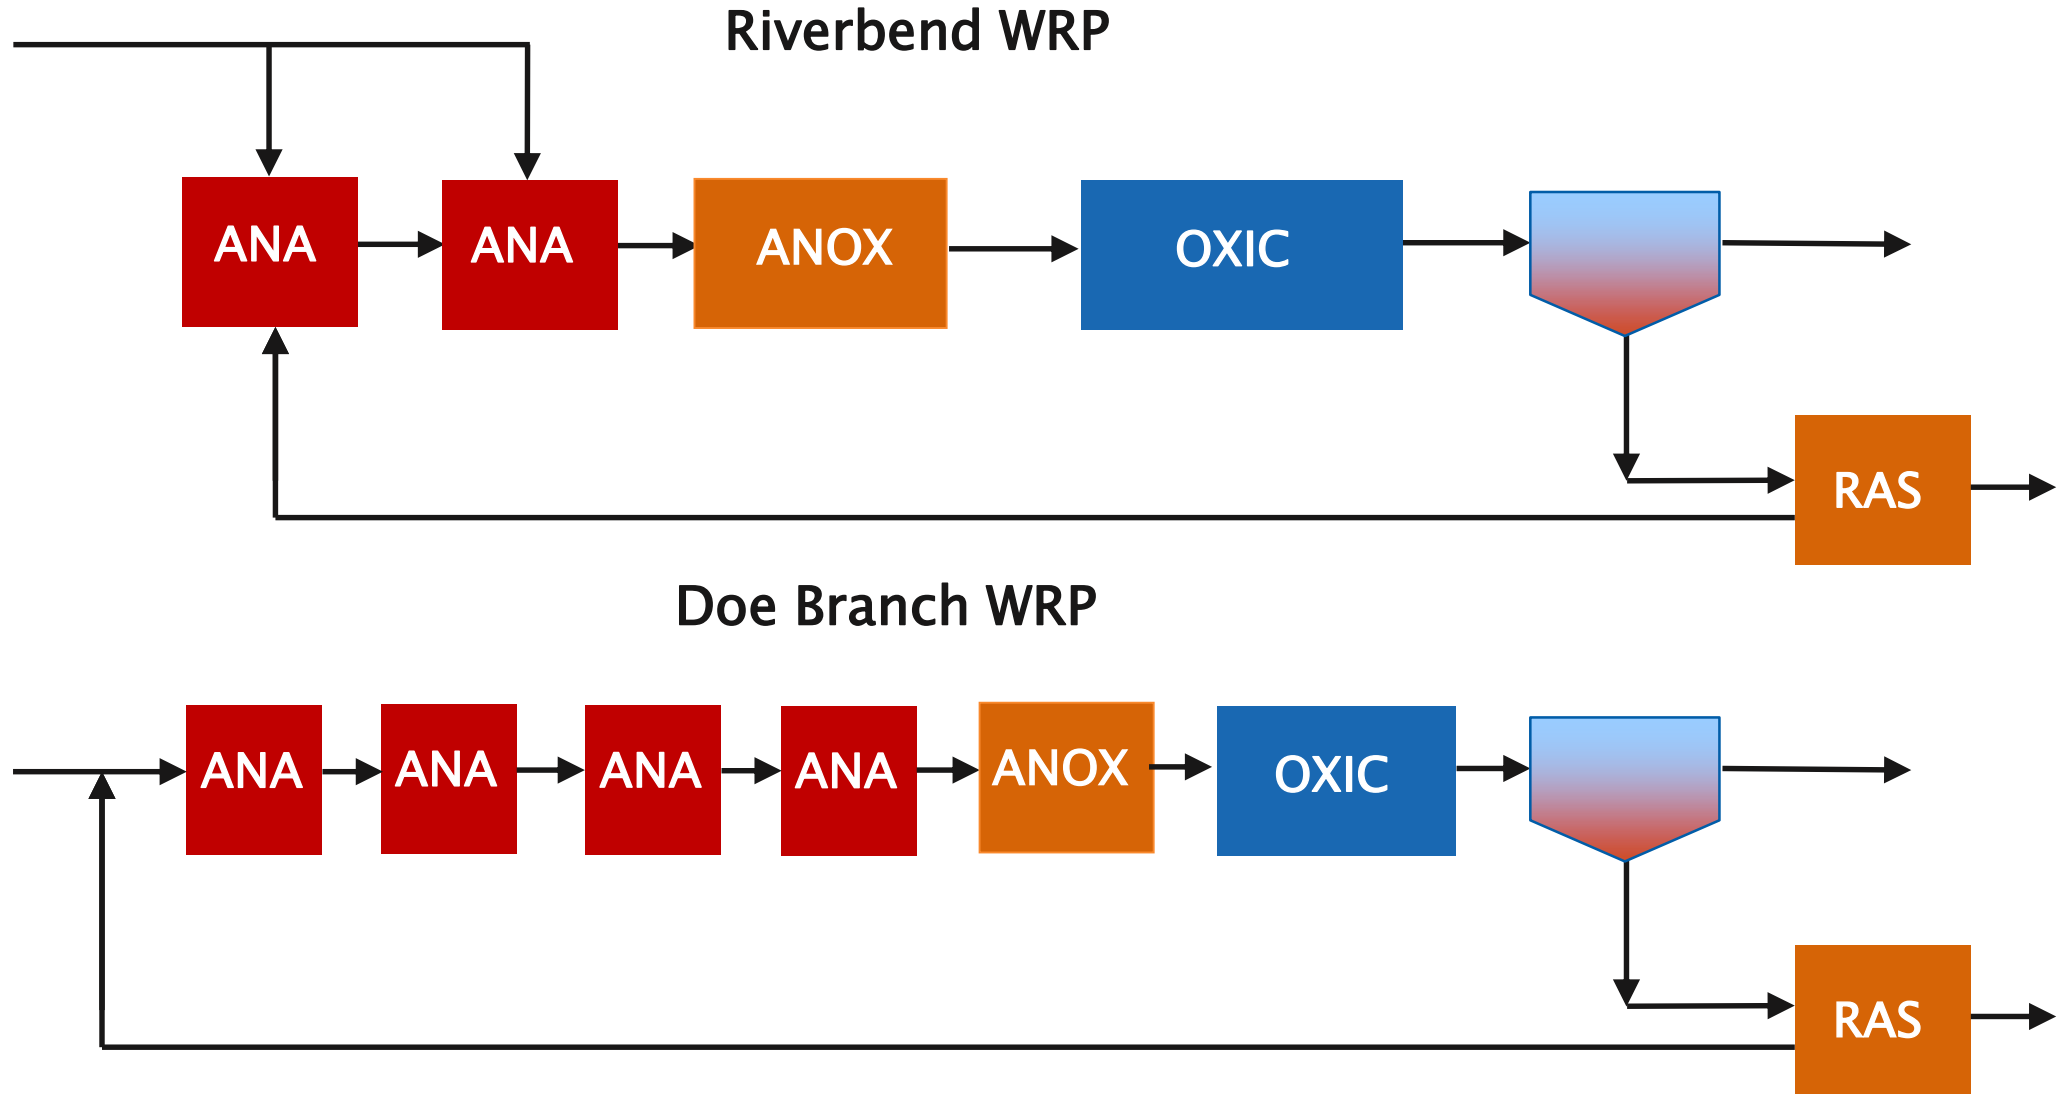 Riverbend WRP
ANA
ANA
ANOX
OXIC
RAS
Doe Branch WRP
ANA
ANA
ANA
ANA
ANOX
OXIC
RAS